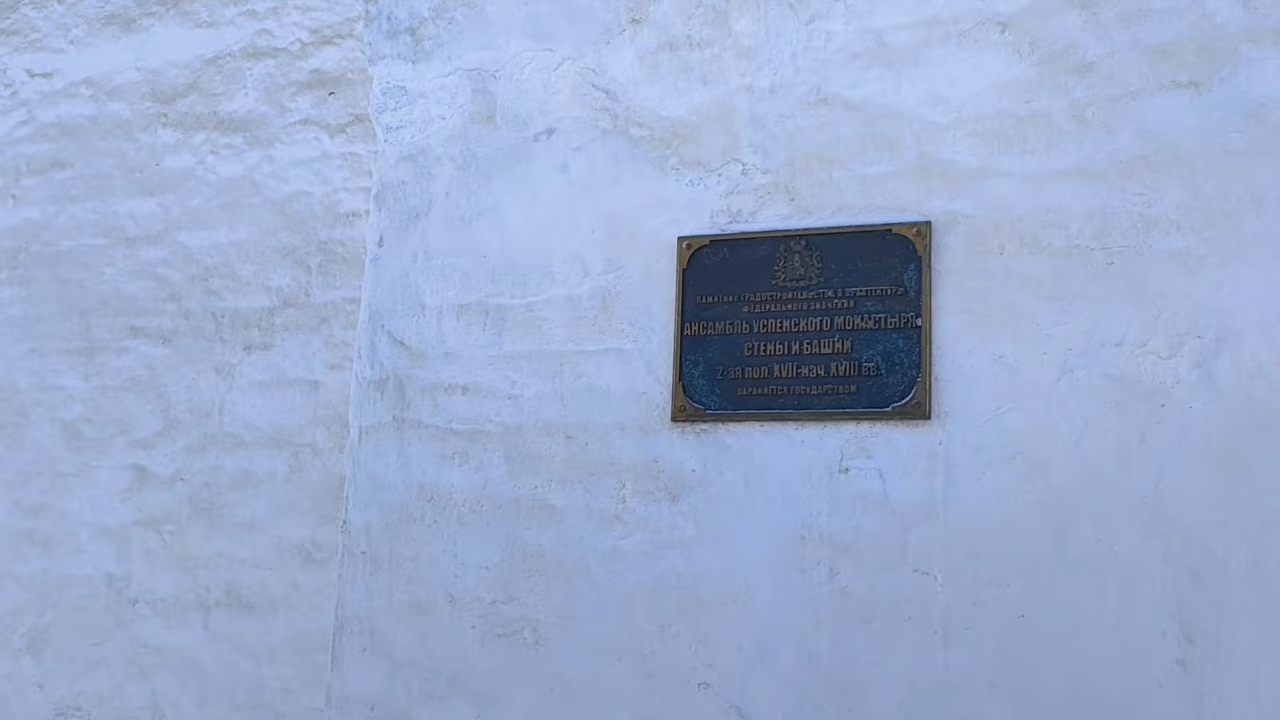 ПАМЯТНИК ГРАДОСТРОИТЕЛЬСТВА И АРХИТЕКТУРЫ
ФЕДЕРАЛЬНОГО ЗНАЧЕНИЯ
АНСАМБЛЬ УСПЕНСКОГО МОНАСТЫРЯ
СТЕНЫ И БАШНИ
2-ая пол. XVII-нач. XVIII вв.
ОХРАНЯЕТСЯ ГОСУДАРСТВОМ